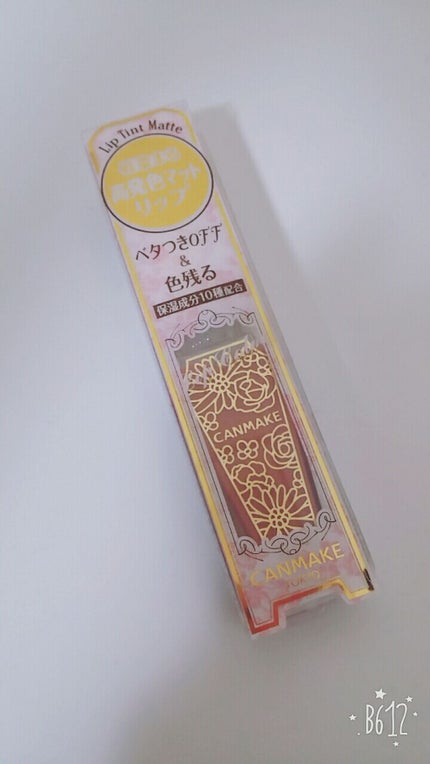 Lip Tint Matte
高発色マット
リップ
ベタつきOFF
&
色残る
保湿成分10種配合
CANMAKE
CANMAKE
TOKYO
B612